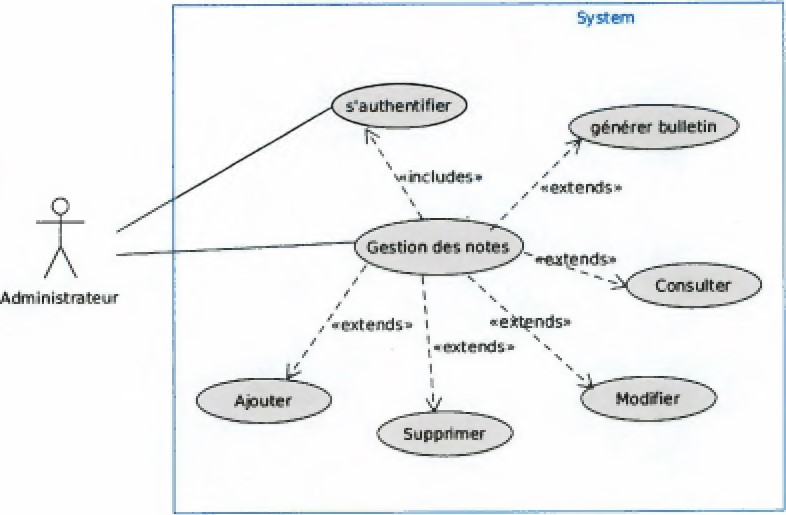 System
s'authentifier
générer bulletin
«includes»
«extends»
Gestion des notes
«extends»
Consulter
Administrateur
«extends»
«extends»
«extends»
Ajouter
Modifier
Supprimer